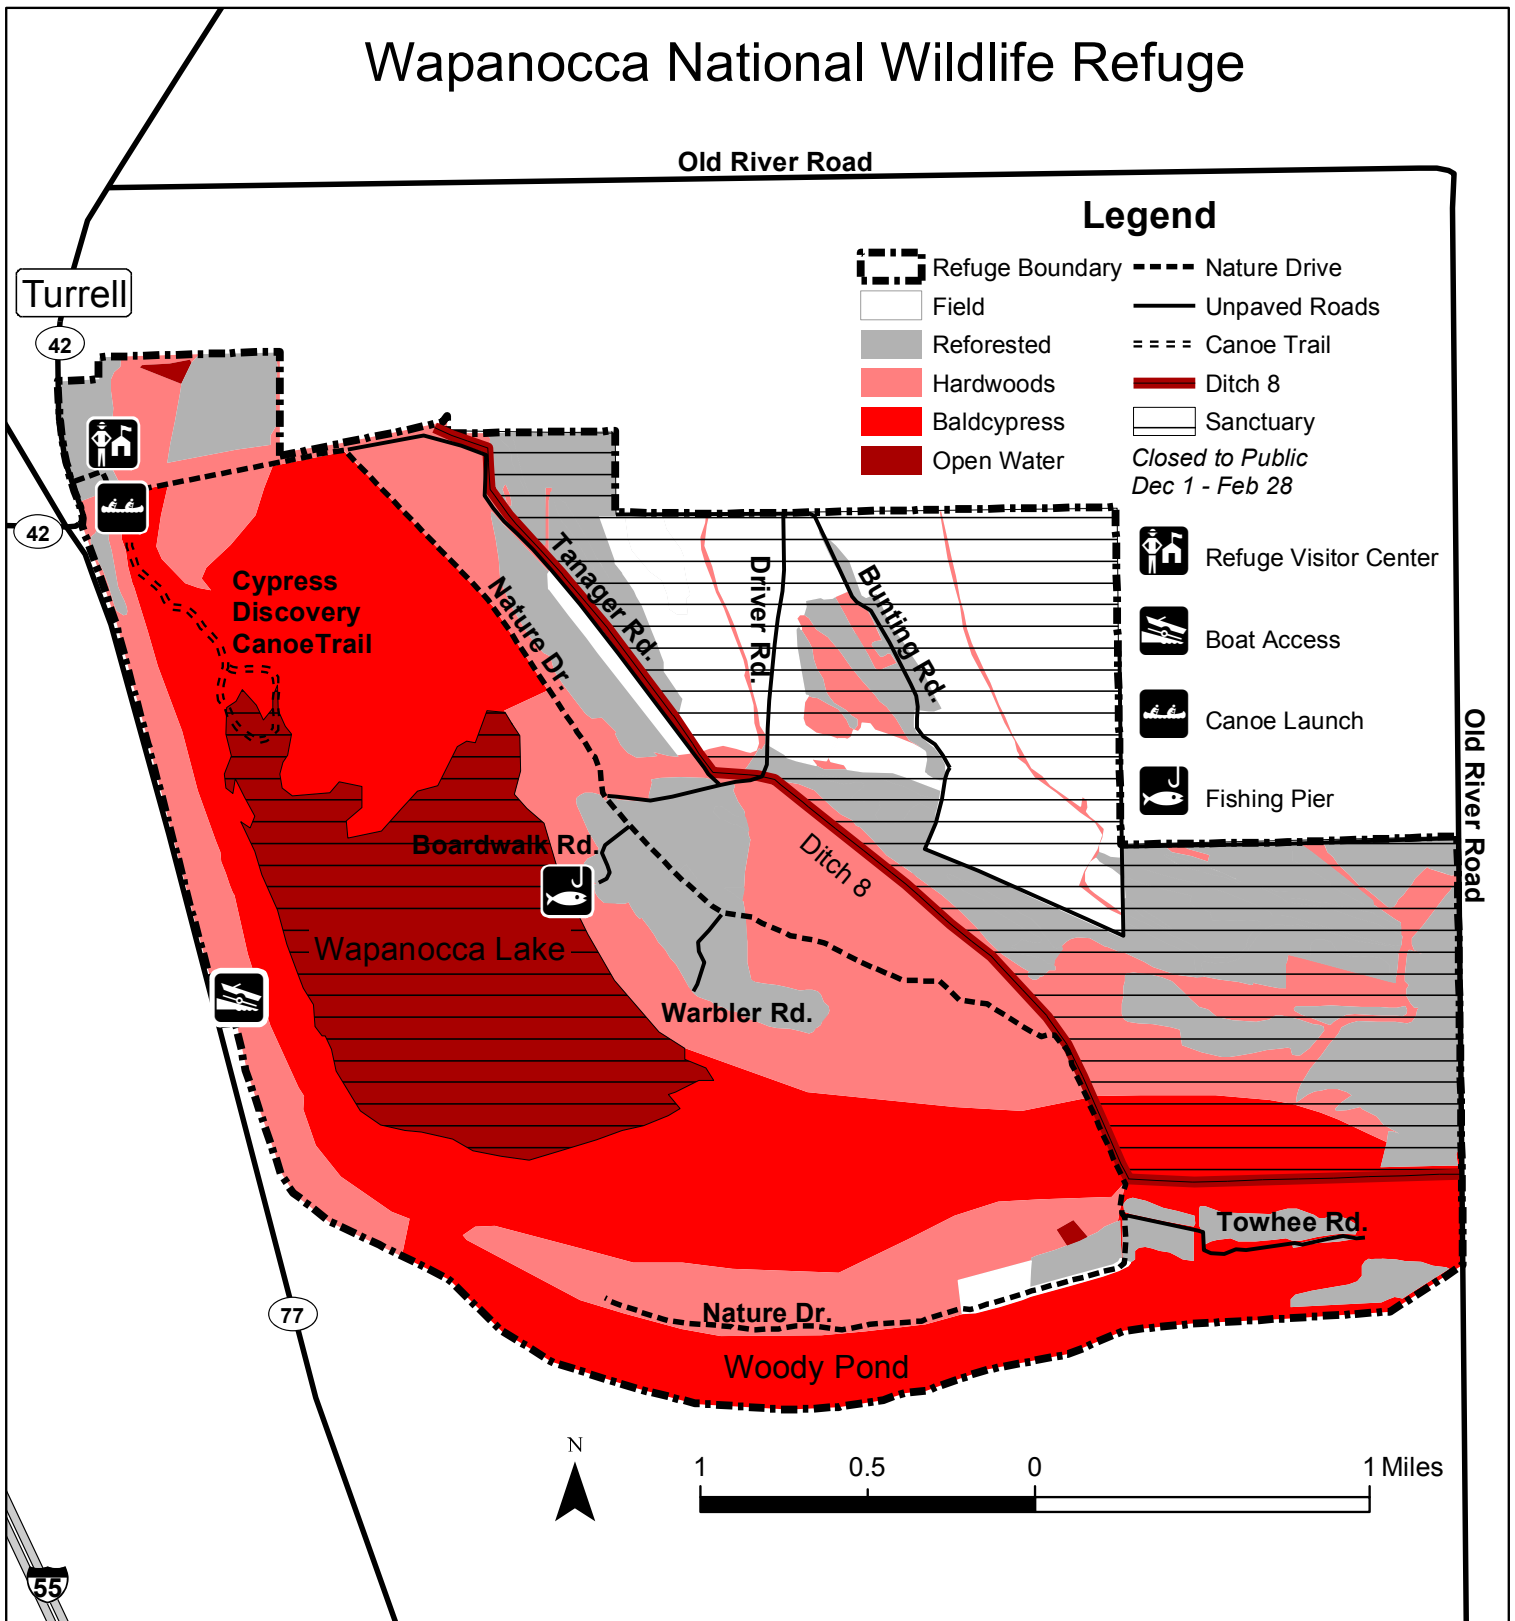 Wapanocca National Wildlife Refuge
Old River Road
Legend
Refuge Boundary
Field
Reforested
Hardwoods
Baldcypress
Open Water
Nature Drive
Unpaved Roads
Canoe Trail
Ditch 8
Sanctuary
Closed to Public
Dec 1 - Feb 28
Refuge Visitor Center
Boat Access
Canoe Launch
Fishing Pier
Turrell
42
42
Cypress
Discovery
CanoeTrail
Nature Dr.
Tanager Rd.
Driver Rd.
Bunting Rd.
Old River Road
Boardwalk Rd.
Ditch 8
Wapanocca Lake
Warbler Rd.
Towhee Rd.
Nature Dr.
Woody Pond
77
N
1 0.5 0 1 Miles
55